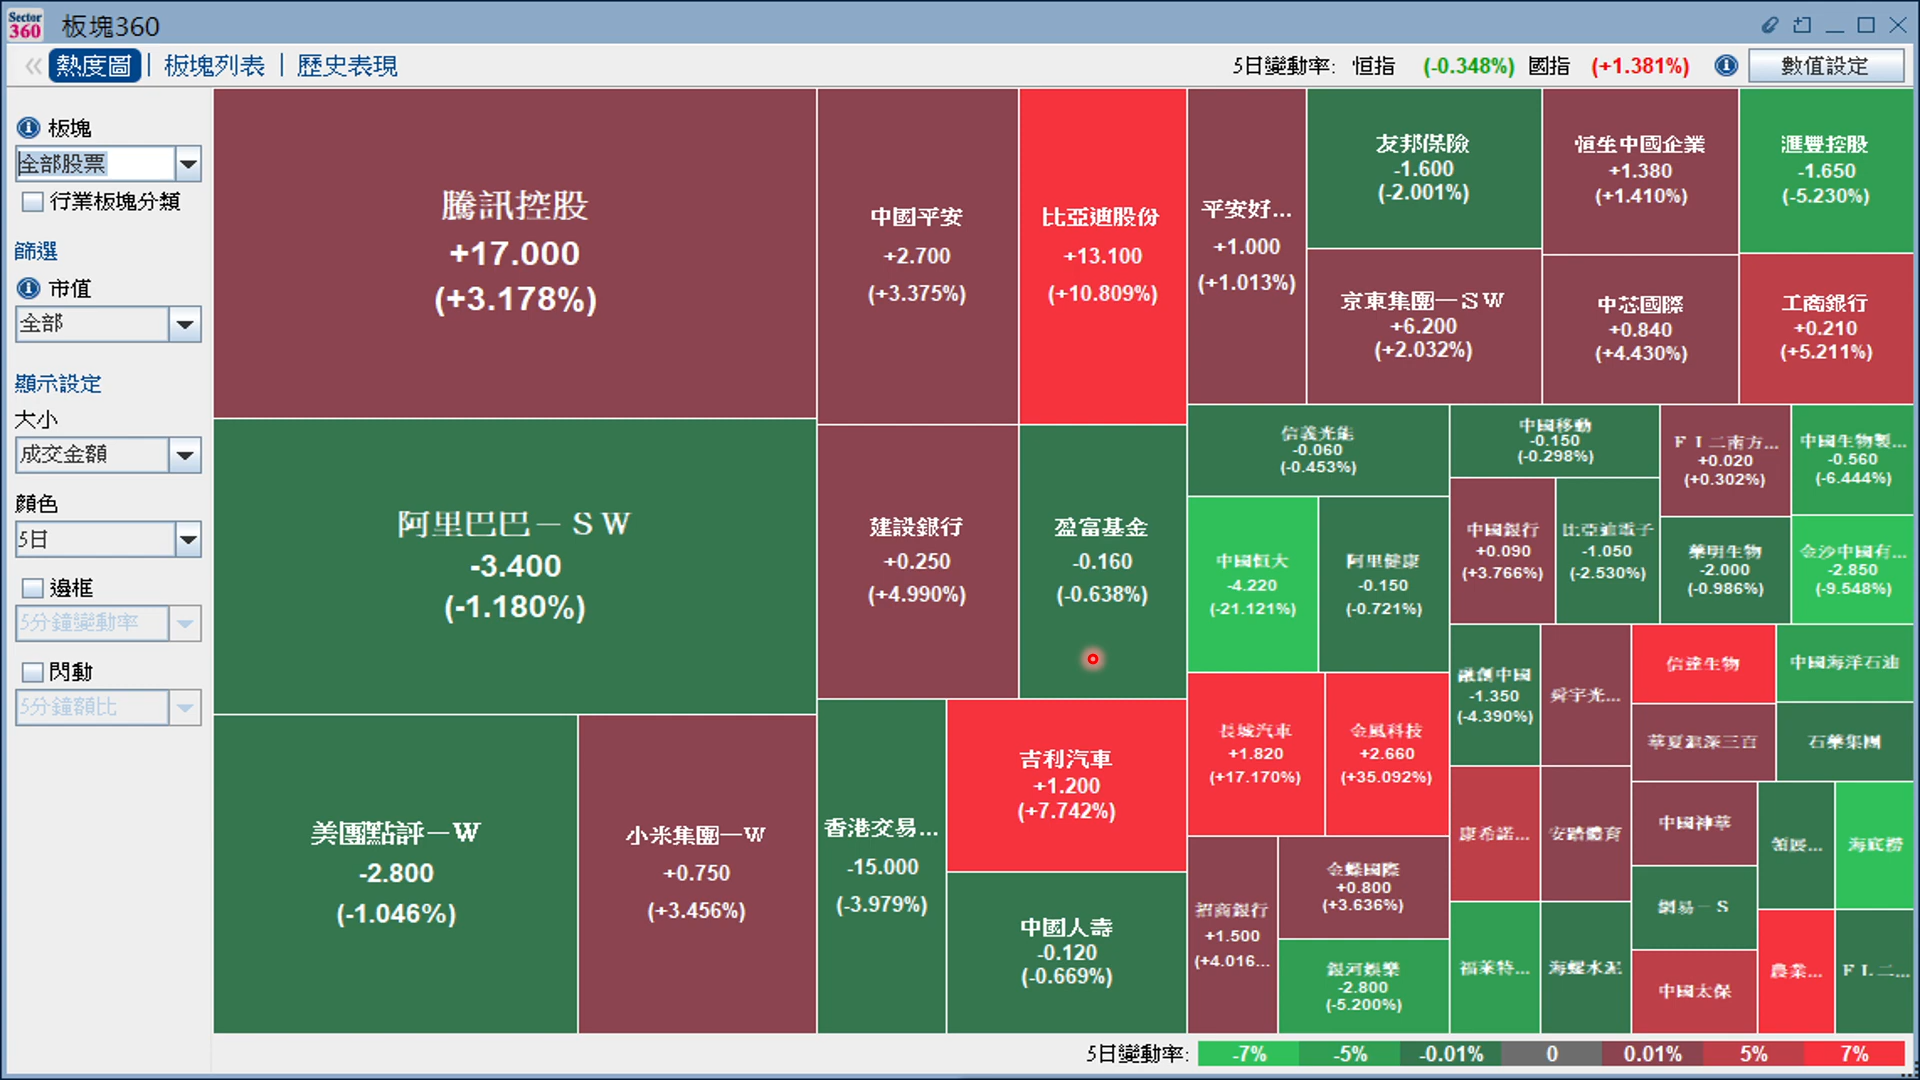 Sector 360 板塊360
熱度圖 | 板塊列表 | 歷史表現
5日變動率: 恒指 (-0.348%) 國指 (+1.381%) 數值設定
板塊
全部股票
行業板塊分類
篩選
市值
全部
顯示設定
大小
成交金額
顏色
5日
邊框
5分鐘變動率
閃動
5分鐘額比
騰訊控股
+17.000
(+3.178%)
阿里巴巴－ＳＷ
-3.400
(-1.180%)
美團點評－W
-2.800
(-1.046%)
小米集團－W
+0.750
(+3.456%)
中國平安
+2.700
(+3.375%)
比亞迪股份
+13.100
(+10.809%)
建設銀行
+0.250
(+4.990%)
盈富基金
-0.160
(-0.638%)
香港交易...
-15.000
(-3.979%)
吉利汽車
+1.200
(+7.742%)
中國人壽
-0.120
(-0.669%)
平安好...
+1.000
(+1.013%)
友邦保險
-1.600
(-2.001%)
京東集團－ＳＷ
+6.200
(+2.032%)
恒生中國企業
+1.380
(+1.410%)
中芯國際
+0.840
(+4.430%)
滙豐控股
-1.650
(-5.230%)
工商銀行
+0.210
(+5.211%)
信義光能
-0.060
(-0.453%)
中國恒大
-4.220
(-21.121%)
阿里健康
-0.150
(-0.721%)
長城汽車
+1.820
(+17.170%)
金風科技
+2.660
(+35.092%)
招商銀行
+1.500
(+4.016...
金蝶國際
+0.800
(+3.636%)
銀河娛樂
-2.800
(-5.200%)
中國移動
-0.150
(-0.298%)
中國銀行
+0.090
(+3.766%)
比亞迪電子
-1.050
(-2.530%)
ＦＩ二南方...
+0.020
(+0.302%)
中國生物製...
-0.560
(-6.444%)
藥明生物
-2.000
(-0.986%)
金沙中國有...
-2.850
(-9.548%)
融創中國
-1.350
(-4.390%)
舜宇光...
信達生物
中國海洋石油
華夏滬深三百
石藥集團
康希諾...
安踏體育
中國神華
領展...
海底撈
網易－Ｓ
福萊特...
海螺水泥
中國太保
農業...
ＦＬ二...
5日變動率: -7% -5% -0.01% 0 0.01% 5% 7%